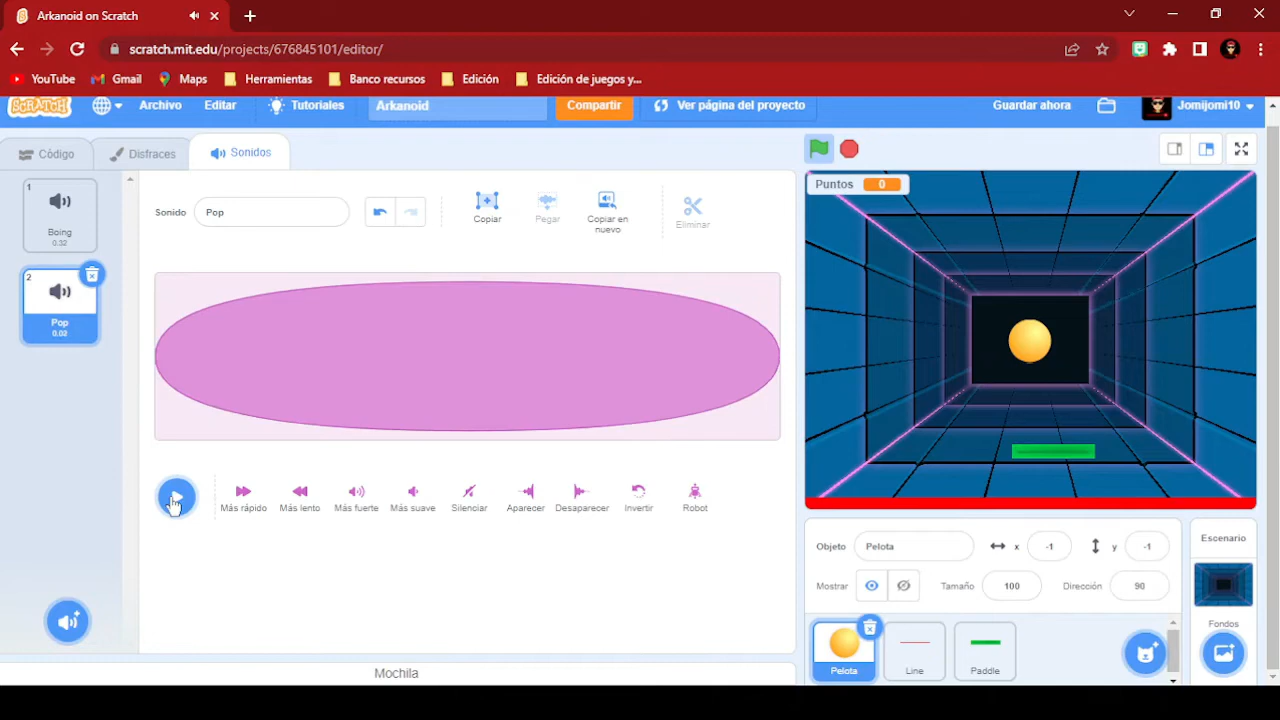 Arkanoid on Scratch
scratch.mit.edu/projects/676845101/editor/
YouTube Gmail Maps Herramientas Banco recursos Edición Edición de juegos y...
SCRATCH Archivo Editar Tutoriales Arkanoid Compartir Ver página del proyecto Guardar ahora Jomijomi10
Código Disfraces Sonidos
1
Boing
0.32
2
Pop
0.02
Sonido Pop
Copiar Pegar Copiar en nuevo Eliminar
Más rápido Más lento Más fuerte Más suave Silenciar Aparecer Desaparecer Invertir Robot
Mochila
Puntos 0
Objeto Pelota x -1 y -1
Mostrar Tamaño 100 Dirección 90
Pelota Line Paddle
Escenario
Fondos